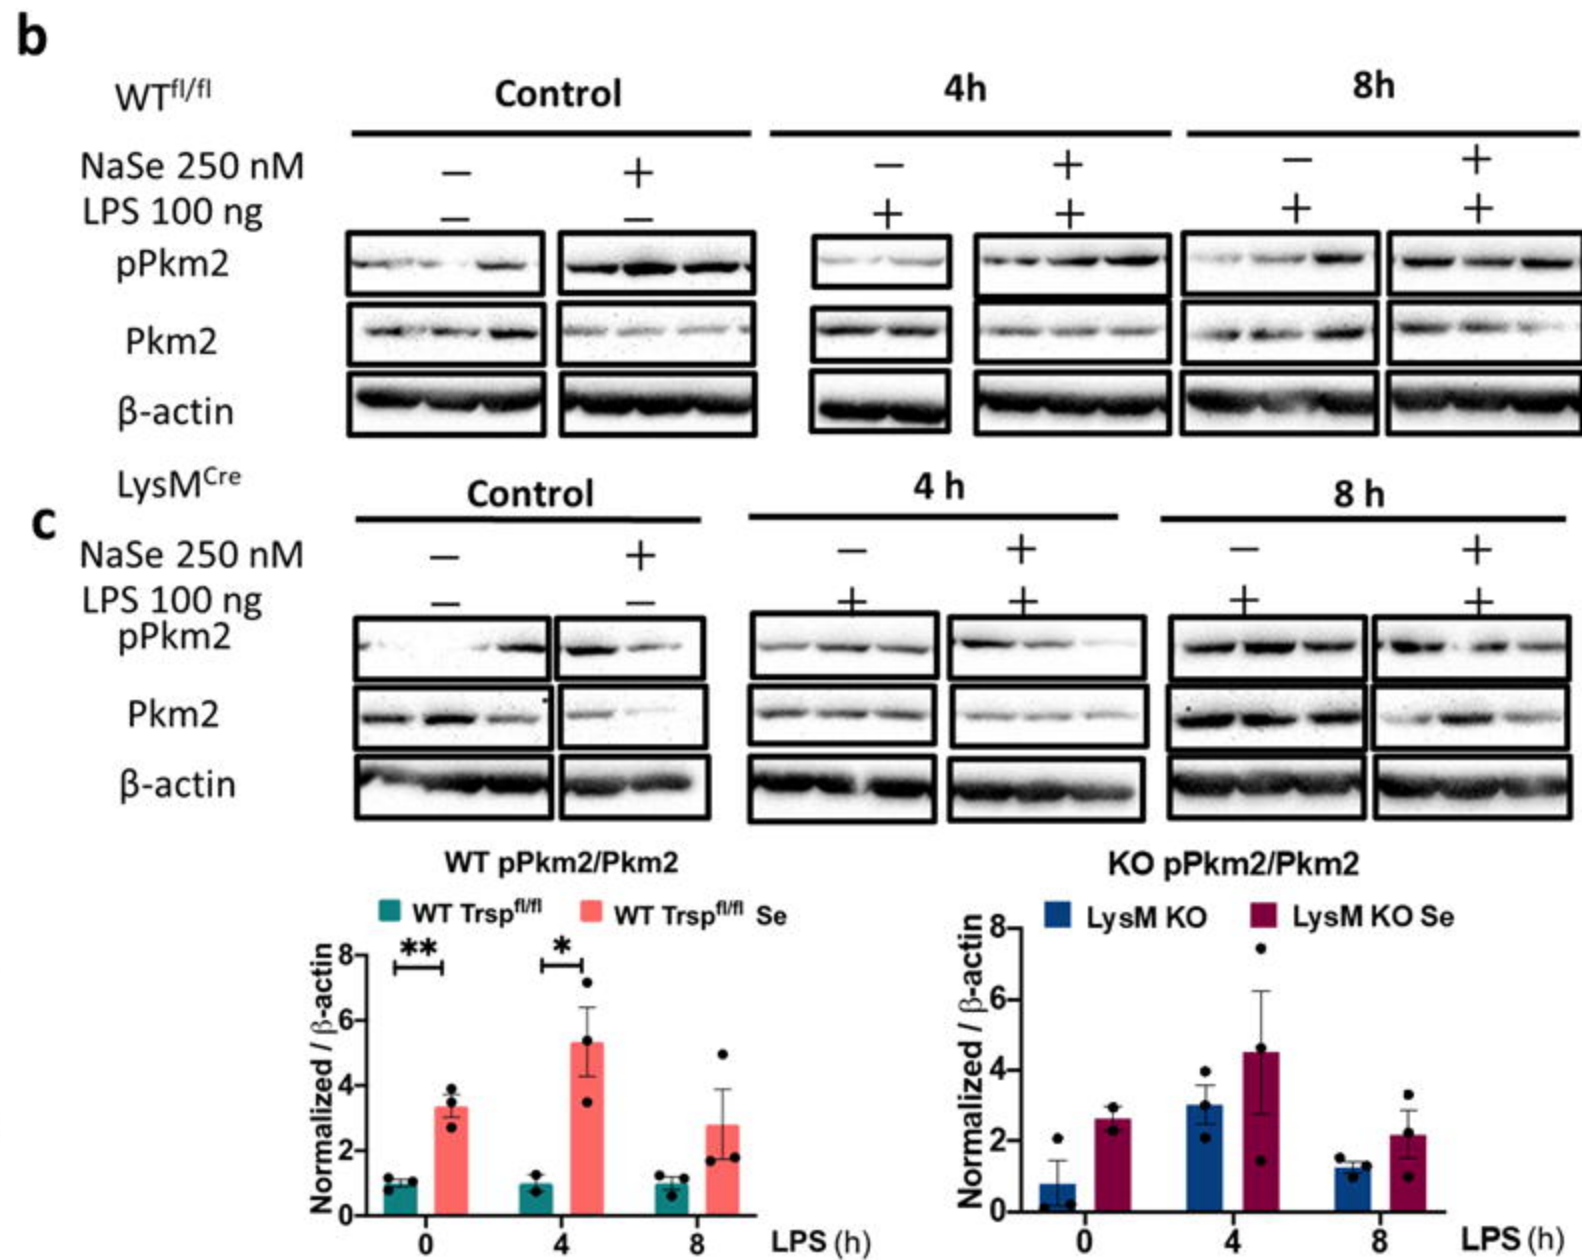 b
WTfl/fl
Control 4h 8h
NaSe 250 nM − + − + − +
LPS 100 ng − − + + + +
pPkm2
Pkm2
β-actin
LysMCre
Control 4 h 8 h
c
NaSe 250 nM − + − + − +
LPS 100 ng − − + + + +
pPkm2
Pkm2
β-actin
WT pPkm2/Pkm2
WT Trspfl/fl WT Trspfl/fl Se
** *
Normalized / β-actin
8
6
4
2
0
0 4 8 LPS (h)
KO pPkm2/Pkm2
LysM KO LysM KO Se
Normalized / β-actin
8
6
4
2
0
0 4 8 LPS (h)